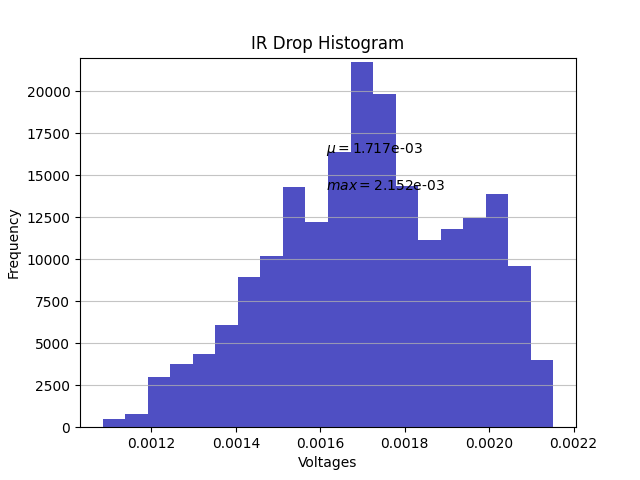 IR Drop Histogram
20000
17500
15000
12500
10000
7500
5000
2500
0
Frequency
μ = 1.717e-03
max = 2.152e-03
0.0012 0.0014 0.0016 0.0018 0.0020 0.0022
Voltages